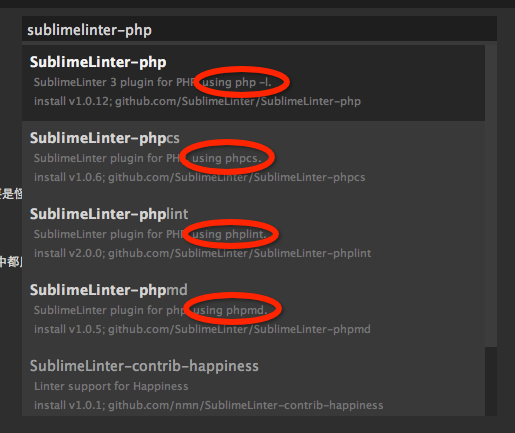 sublimelinter-php
SublimeLinter-php
SublimeLinter 3 plugin for PHP, using php -l.
install v1.0.12; github.com/SublimeLinter/SublimeLinter-php
SublimeLinter-phpcs
SublimeLinter plugin for PHP, using phpcs.
install v1.0.6; github.com/SublimeLinter/SublimeLinter-phpcs
是怪
SublimeLinter-phplint
SublimeLinter plugin for PHP, using phplint.
install v2.0.0; github.com/SublimeLinter/SublimeLinter-phplint
中都
SublimeLinter-phpmd
SublimeLinter plugin for php, using phpmd.
install v1.0.5; github.com/SublimeLinter/SublimeLinter-phpmd
SublimeLinter-contrib-happiness
Linter support for Happiness
install v1.0.1; github.com/nmn/SublimeLinter-contrib-happiness